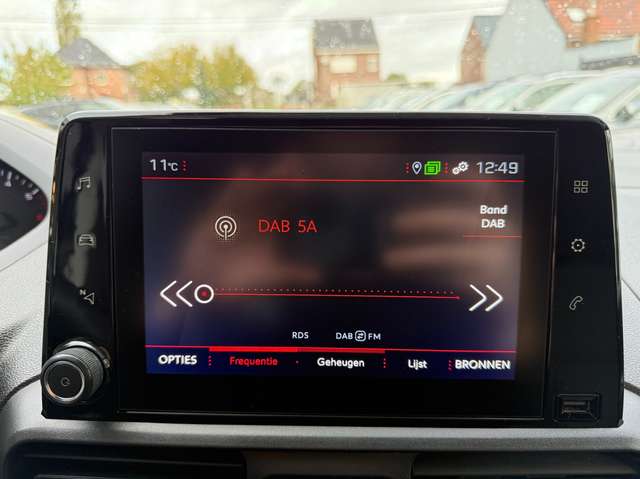 11°C
12:49
DAB 5A
Band
DAB
RDS
DAB FM
OPTIES
Frequentie
Geheugen
Lijst
BRONNEN
N